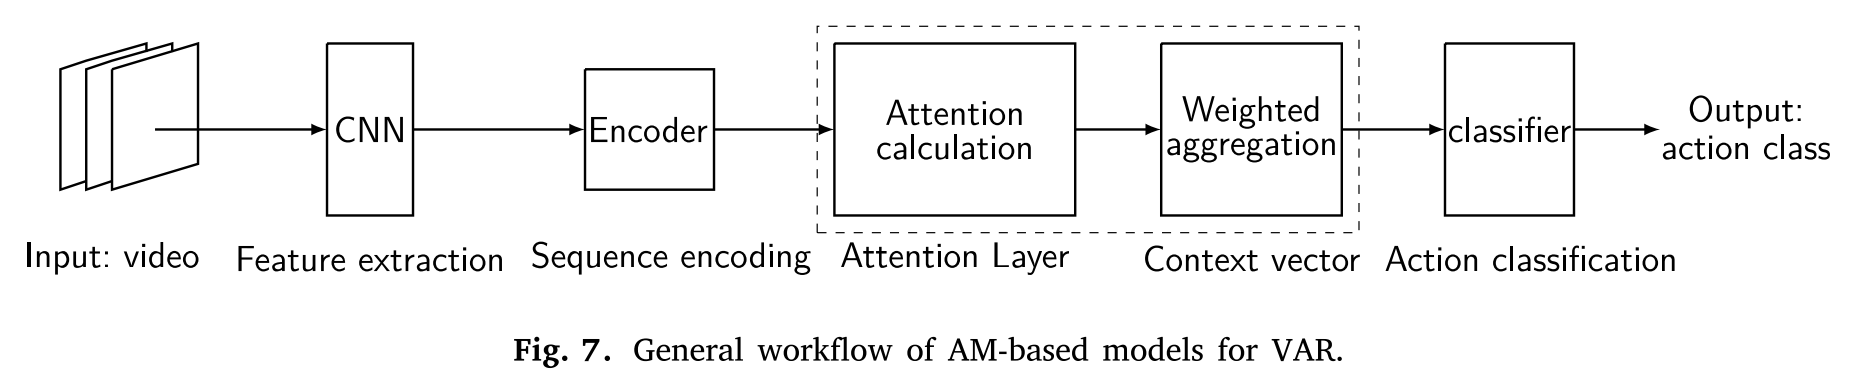 CNN
Encoder
Attention
calculation
Weighted
aggregation
classifier
Output:
action class
Input: video
Feature extraction
Sequence encoding
Attention Layer
Context vector
Action classification
Fig. 7. General workflow of AM-based models for VAR.